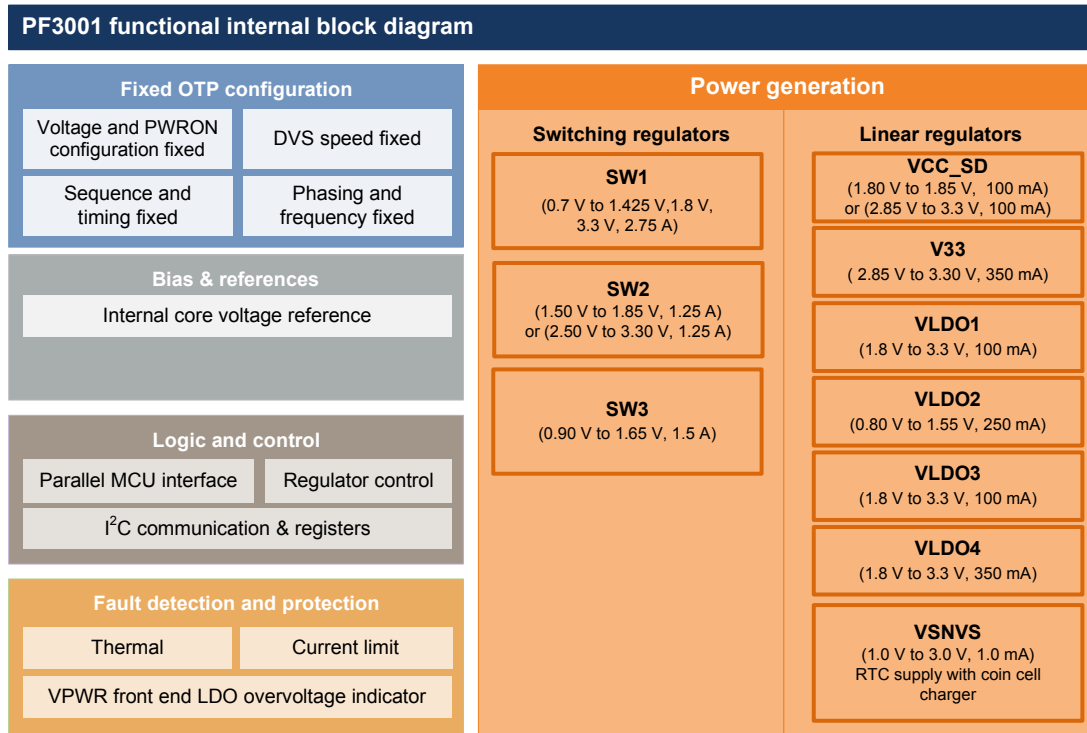 PF3001 functional internal block diagram
Fixed OTP configuration
Voltage and PWRON
configuration fixed
DVS speed fixed
Sequence and
timing fixed
Phasing and
frequency fixed
Bias & references
Internal core voltage reference
Logic and control
Parallel MCU interface
Regulator control
I²C communication & registers
Fault detection and protection
Thermal
Current limit
VPWR front end LDO overvoltage indicator
Power generation
Switching regulators
SW1
(0.7 V to 1.425 V,1.8 V,
3.3 V, 2.75 A)
SW2
(1.50 V to 1.85 V, 1.25 A)
or (2.50 V to 3.30 V, 1.25 A)
SW3
(0.90 V to 1.65 V, 1.5 A)
Linear regulators
VCC_SD
(1.80 V to 1.85 V, 100 mA)
or (2.85 V to 3.3 V, 100 mA)
V33
( 2.85 V to 3.30 V, 350 mA)
VLDO1
(1.8 V to 3.3 V, 100 mA)
VLDO2
(0.80 V to 1.55 V, 250 mA)
VLDO3
(1.8 V to 3.3 V, 100 mA)
VLDO4
(1.8 V to 3.3 V, 350 mA)
VSNVS
(1.0 V to 3.0 V, 1.0 mA)
RTC supply with coin cell
charger